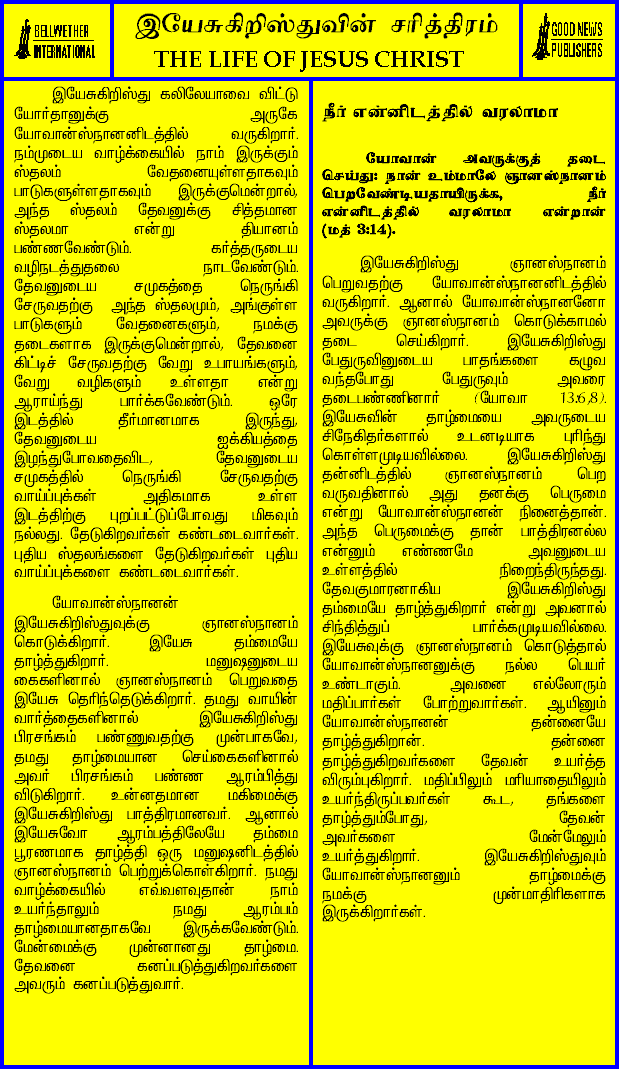 BELLWETHER
INTERNATIONAL
இயேசுகிறிஸ்துவின் சரித்திரம்
THE LIFE OF JESUS CHRIST
GOOD NEWS
PUBLISHERS
இயேசுகிறிஸ்து கலிலேயாவை விட்டு
யோர்தானுக்கு அருகே
யோவான்ஸ்நானனிடத்தில் வருகிறார்.
நம்முடைய வாழ்க்கையில் நாம் இருக்கும்
ஸ்தலம் வேதனையுள்ளதாகவும்
பாடுகளுள்ளதாகவும் இருக்குமென்றால்,
அந்த ஸ்தலம் தேவனுக்கு சித்தமான
ஸ்தலமா என்று தியானம்
பண்ணவேண்டும். கர்த்தருடைய
வழிநடத்துதலை நாடவேண்டும்.
தேவனுடைய சமுகத்தை நெருங்கி
சேருவதற்கு அந்த ஸ்தலமும், அங்குள்ள
பாடுகளும் வேதனைகளும், நமக்கு
தடைகளாக இருக்குமென்றால், தேவனை
கிட்டிச் சேருவதற்கு வேறு உபாயங்களும்,
வேறு வழிகளும் உள்ளதா என்று
ஆராய்ந்து பார்க்கவேண்டும். ஒரே
இடத்தில் தீர்மானமாக இருந்து,
தேவனுடைய ஐக்கியத்தை
இழந்துபோவதைவிட, தேவனுடைய
சமுகத்தில் நெருங்கி சேருவதற்கு
வாய்ப்புக்கள் அதிகமாக உள்ள
இடத்திற்கு புறப்பட்டுப்போவது மிகவும்
நல்லது. தேடுகிறவர்கள் கண்டடைவார்கள்.
புதிய ஸ்தலங்களை தேடுகிறவர்கள் புதிய
வாய்ப்புக்களை கண்டடைவார்கள்.
யோவான்ஸ்நானன்
இயேசுகிறிஸ்துவுக்கு ஞானஸ்நானம்
கொடுக்கிறார். இயேசு தம்மையே
தாழ்த்துகிறார். மனுஷனுடைய
கைகளினால் ஞானஸ்நானம் பெறுவதை
இயேசு தெரிந்தெடுக்கிறார். தமது வாயின்
வார்த்தைகளினால் இயேசுகிறிஸ்து
பிரசங்கம் பண்ணுவதற்கு முன்பாகவே,
தமது தாழ்மையான செய்கைகளினால்
அவர் பிரசங்கம் பண்ண ஆரம்பித்து
விடுகிறார். உன்னதமான மகிமைக்கு
இயேசுகிறிஸ்து பாத்திரமானவர். ஆனால்
இயேசுவோ ஆரம்பத்திலேயே தம்மை
பூரணமாக தாழ்த்தி ஒரு மனுஷனிடத்தில்
ஞானஸ்நானம் பெற்றுக்கொள்கிறார். நமது
வாழ்க்கையில் எவ்வளவுதான் நாம்
உயர்ந்தாலும் நமது ஆரம்பம்
தாழ்மையானதாகவே இருக்கவேண்டும்.
மேன்மைக்கு முன்னானது தாழ்மை.
தேவனை கனப்படுத்துகிறவர்களை
அவரும் கனப்படுத்துவார்.
நீர் என்னிடத்தில் வரலாமா
யோவான் அவருக்குத் தடை
செய்து: நான் உம்மாலே ஞானஸ்நானம்
பெறவேண்டியதாயிருக்க, நீர்
என்னிடத்தில் வரலாமா என்றான்
(மத் 3:14).
இயேசுகிறிஸ்து ஞானஸ்நானம்
பெறுவதற்கு யோவான்ஸ்நானனிடத்தில்
வருகிறார். ஆனால் யோவான்ஸ்நானனோ
அவருக்கு ஞானஸ்நானம் கொடுக்காமல்
தடை செய்கிறார். இயேசுகிறிஸ்து
பேதுருவினுடைய பாதங்களை கழுவ
வந்தபோது பேதுருவும் அவரை
தடைபண்ணினார் (யோவா 13:6,8).
இயேசுவின் தாழ்மையை அவருடைய
சிநேகிதர்களால் உடனடியாக புரிந்து
கொள்ளமுடியவில்லை. இயேசுகிறிஸ்து
தன்னிடத்தில் ஞானஸ்நானம் பெற
வருவதினால் அது தனக்கு பெருமை
என்று யோவான்ஸ்நானன் நினைத்தான்.
அந்த பெருமைக்கு தான் பாத்திரனல்ல
என்னும் எண்ணமே அவனுடைய
உள்ளத்தில் நிறைந்திருந்தது.
தேவகுமாரனாகிய இயேசுகிறிஸ்து
தம்மையே தாழ்த்துகிறார் என்று அவனால்
சிந்தித்துப் பார்க்கமுடியவில்லை.
இயேசுவுக்கு ஞானஸ்நானம் கொடுத்தால்
யோவான்ஸ்நானனுக்கு நல்ல பெயர்
உண்டாகும். அவனை எல்லோரும்
மதிப்பார்கள் போற்றுவார்கள். ஆயினும்
யோவான்ஸ்நானன் தன்னையே
தாழ்த்துகிறான். தன்னை
தாழ்த்துகிறவர்களை தேவன் உயர்த்த
விரும்புகிறார். மதிப்பிலும் மரியாதையிலும்
உயர்ந்திருப்பவர்கள் கூட, தங்களை
தாழ்த்தும்போது, தேவன்
அவர்களை மேன்மேலும்
உயர்த்துகிறார். இயேசுகிறிஸ்துவும்
யோவான்ஸ்நானனும் தாழ்மைக்கு
நமக்கு முன்மாதிரிகளாக
இருக்கிறார்கள்.